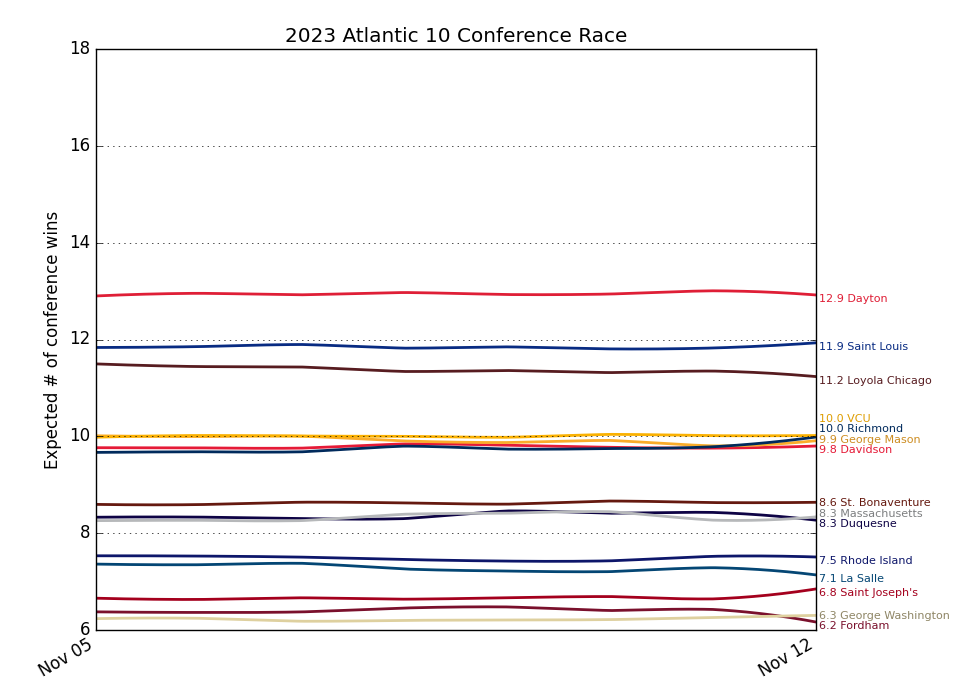 2023 Atlantic 10 Conference Race
Expected # of conference wins
18
16
14
12
10
8
6
12.9 Dayton
11.9 Saint Louis
11.2 Loyola Chicago
10.0 VCU
10.0 Richmond
9.9 George Mason
9.8 Davidson
8.6 St. Bonaventure
8.3 Massachusetts
8.3 Duquesne
7.5 Rhode Island
7.1 La Salle
6.8 Saint Joseph's
6.3 George Washington
6.2 Fordham
Nov 05
Nov 12